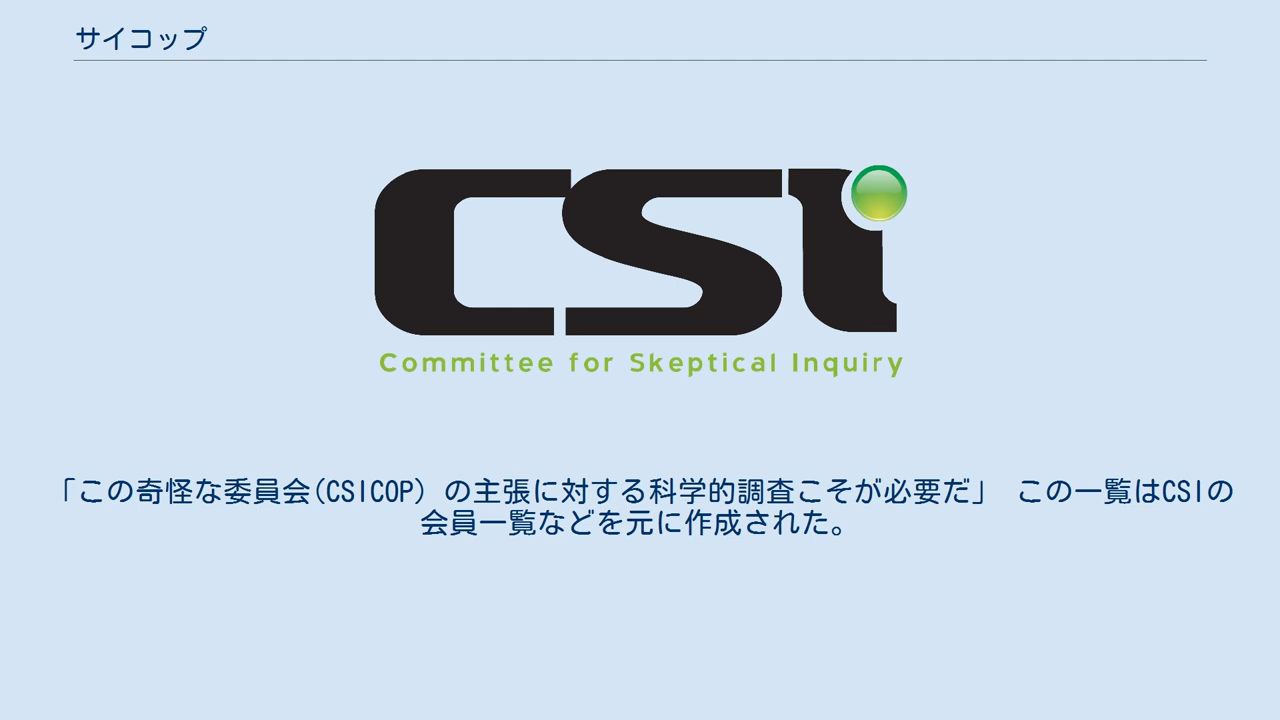 サイコップ
CSI
Committee for Skeptical Inquiry
「この奇怪な委員会(CSICOP) の主張に対する科学的調査こそが必要だ」 この一覧はCSIの
会員一覧などを元に作成された。